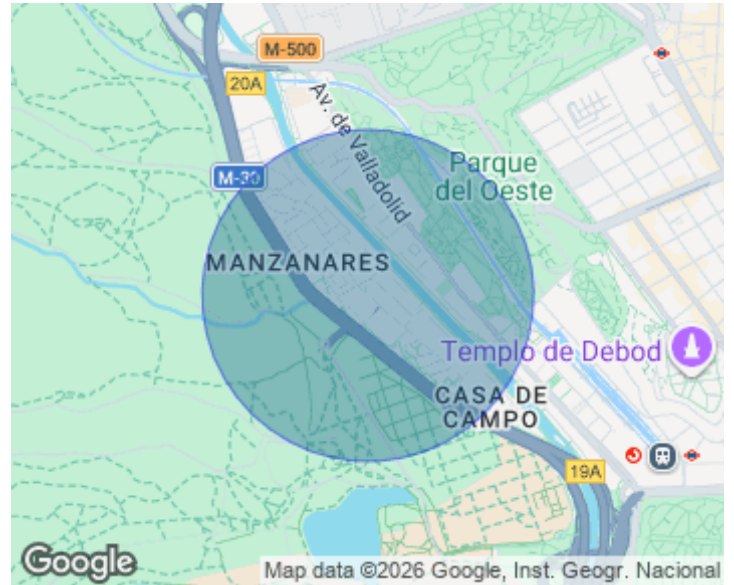 M-500
20A
Av. de Valladolid
Parque
del Oeste
M-30
MANZANARES
Templo de Debod
CASA DE
CAMPO
19A
Google
Map data ©2026 Google, Inst. Geogr. Nacional